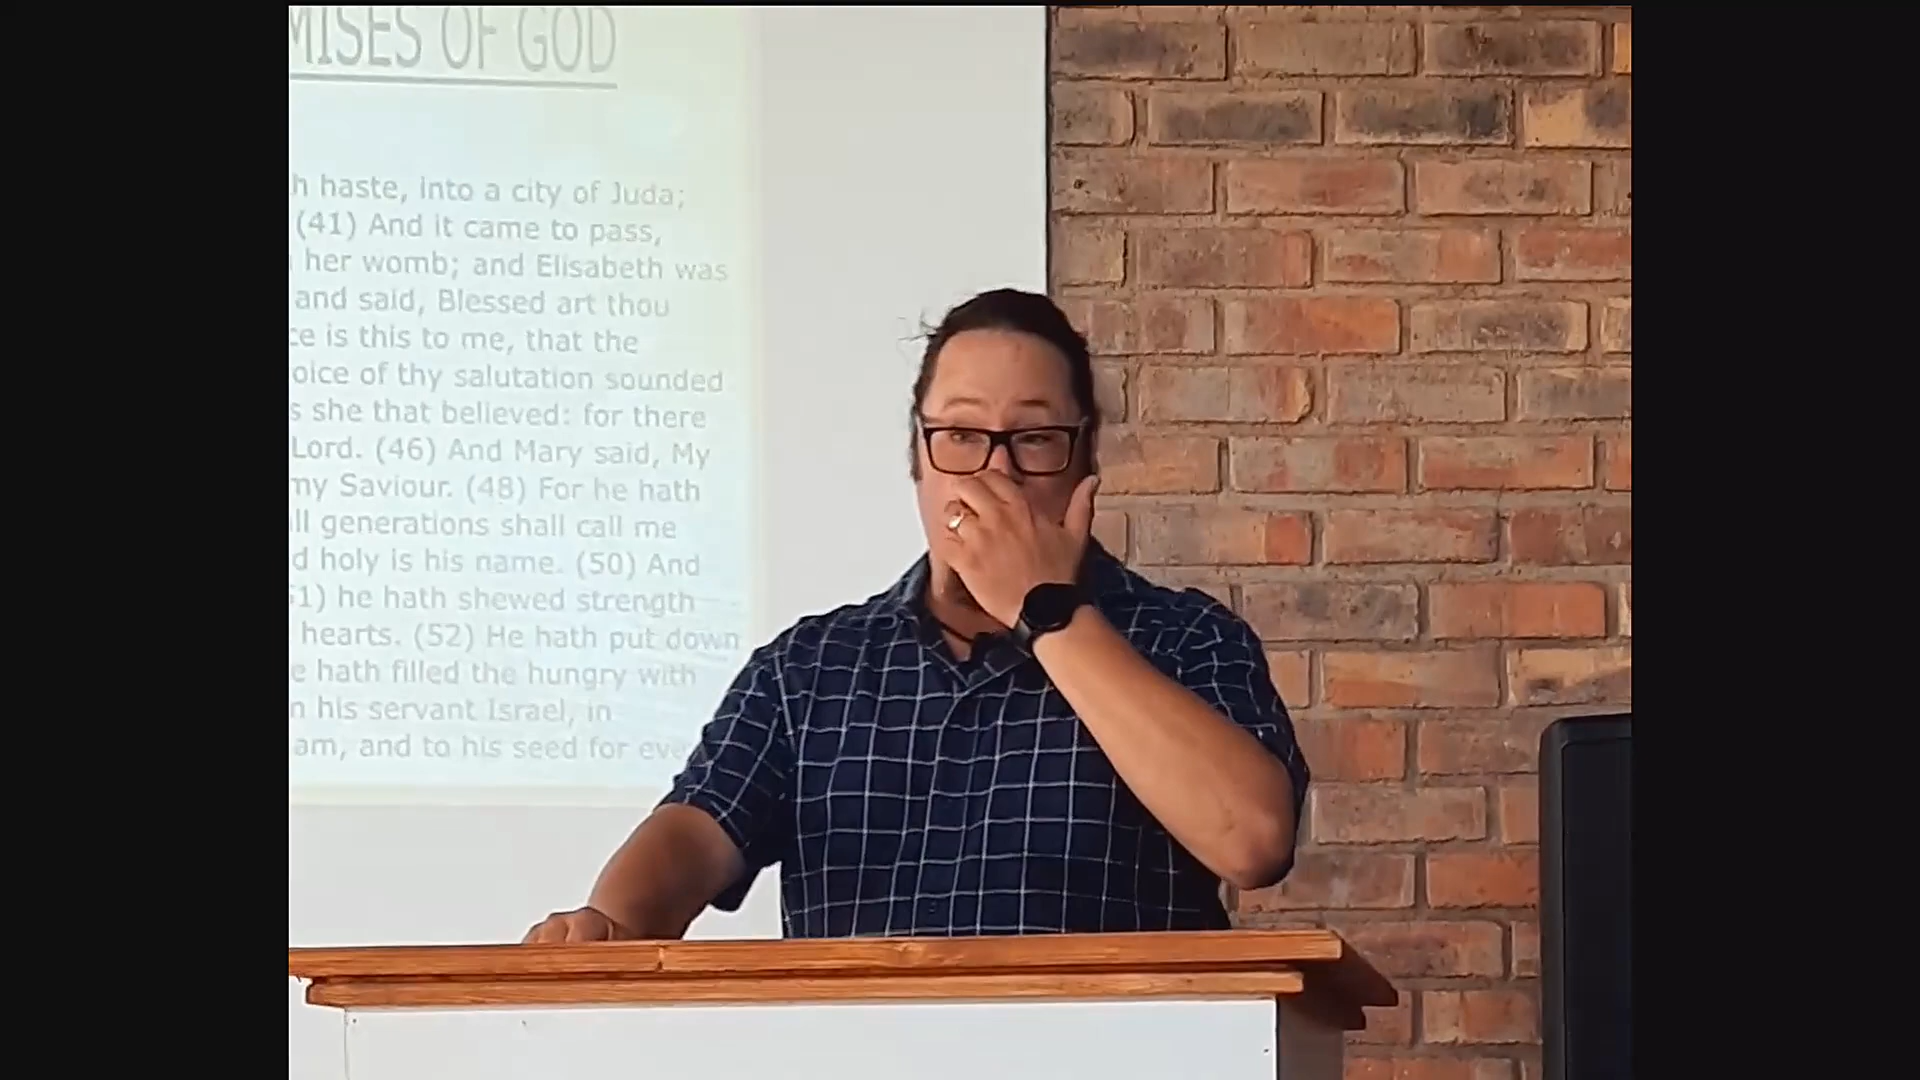 MISES OF GOD
h haste, into a city of Juda;
(41) And it came to pass,
her womb; and Elisabeth was
and said, Blessed art thou
ce is this to me, that the
oice of thy salutation sounded
s she that believed: for there
Lord. (46) And Mary said, My
my Saviour. (48) For he hath
ll generations shall call me
d holy is his name. (50) And
51) he hath shewed strength
hearts. (52) He hath put down
e hath filled the hungry with
n his servant Israel, in
am, and to his seed for eve